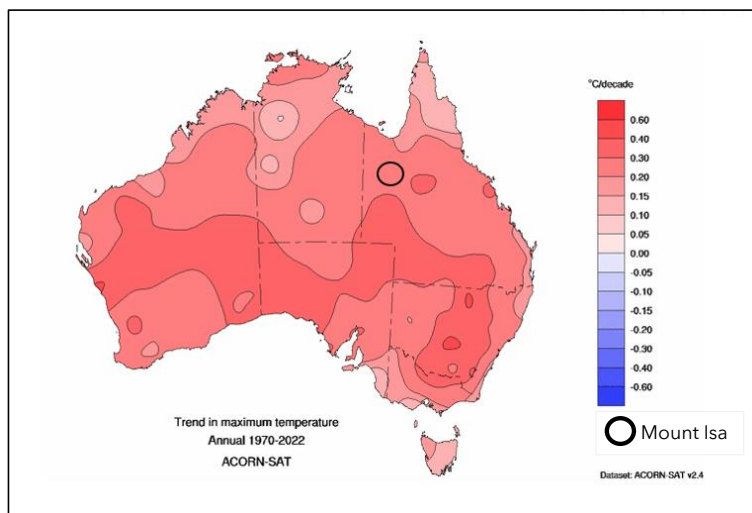 °C/decade
0.60
0.40
0.30
0.20
0.15
0.10
0.05
0.00
-0.05
-0.10
-0.15
-0.20
-0.30
-0.40
-0.60
Trend in maximum temperature
Annual 1970-2022
ACORN-SAT
Mount Isa
Dataset: ACORN-SAT v2.4